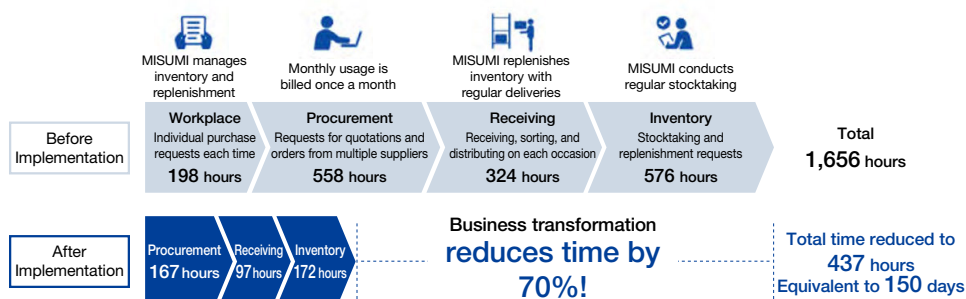 MISUMI manages
inventory and
replenishment
Monthly usage is
billed once a month
MISUMI replenishes
inventory with
regular deliveries
MISUMI conducts
regular stocktaking
Before
Implementation
Workplace
Individual purchase
requests each time
198 hours
Procurement
Requests for quotations and
orders from multiple suppliers
558 hours
Receiving
Receiving, sorting, and
distributing on each occasion
324 hours
Inventory
Stocktaking and
replenishment requests
576 hours
Total
1,656 hours
After
Implementation
Procurement
167 hours
Receiving
97 hours
Inventory
172 hours
Business transformation
reduces time by
70%!
Total time reduced to
437 hours
Equivalent to 150 days